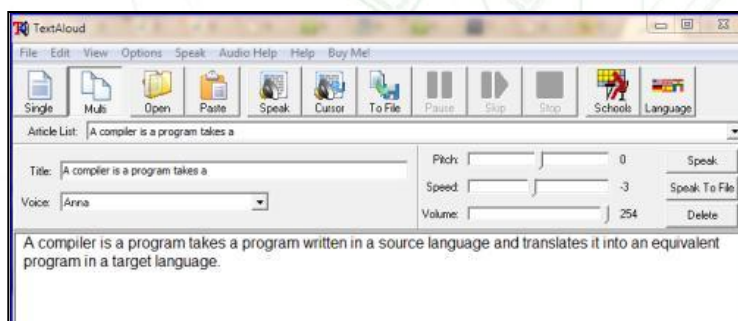 TextAloud
File Edit View Options Speak Audio Help Help Buy Me!
Single Multi Open Paste Speak Cursor To File Pause Skip Stop Schools Language
Article List: A compiler is a program takes a
Title: A compiler is a program takes a
Voice: Anna
Pitch: 0 Speak
Speed: -3 Speak To File
Volume: 254 Delete
A compiler is a program takes a program written in a source language and translates it into an equivalent
program in a target language.